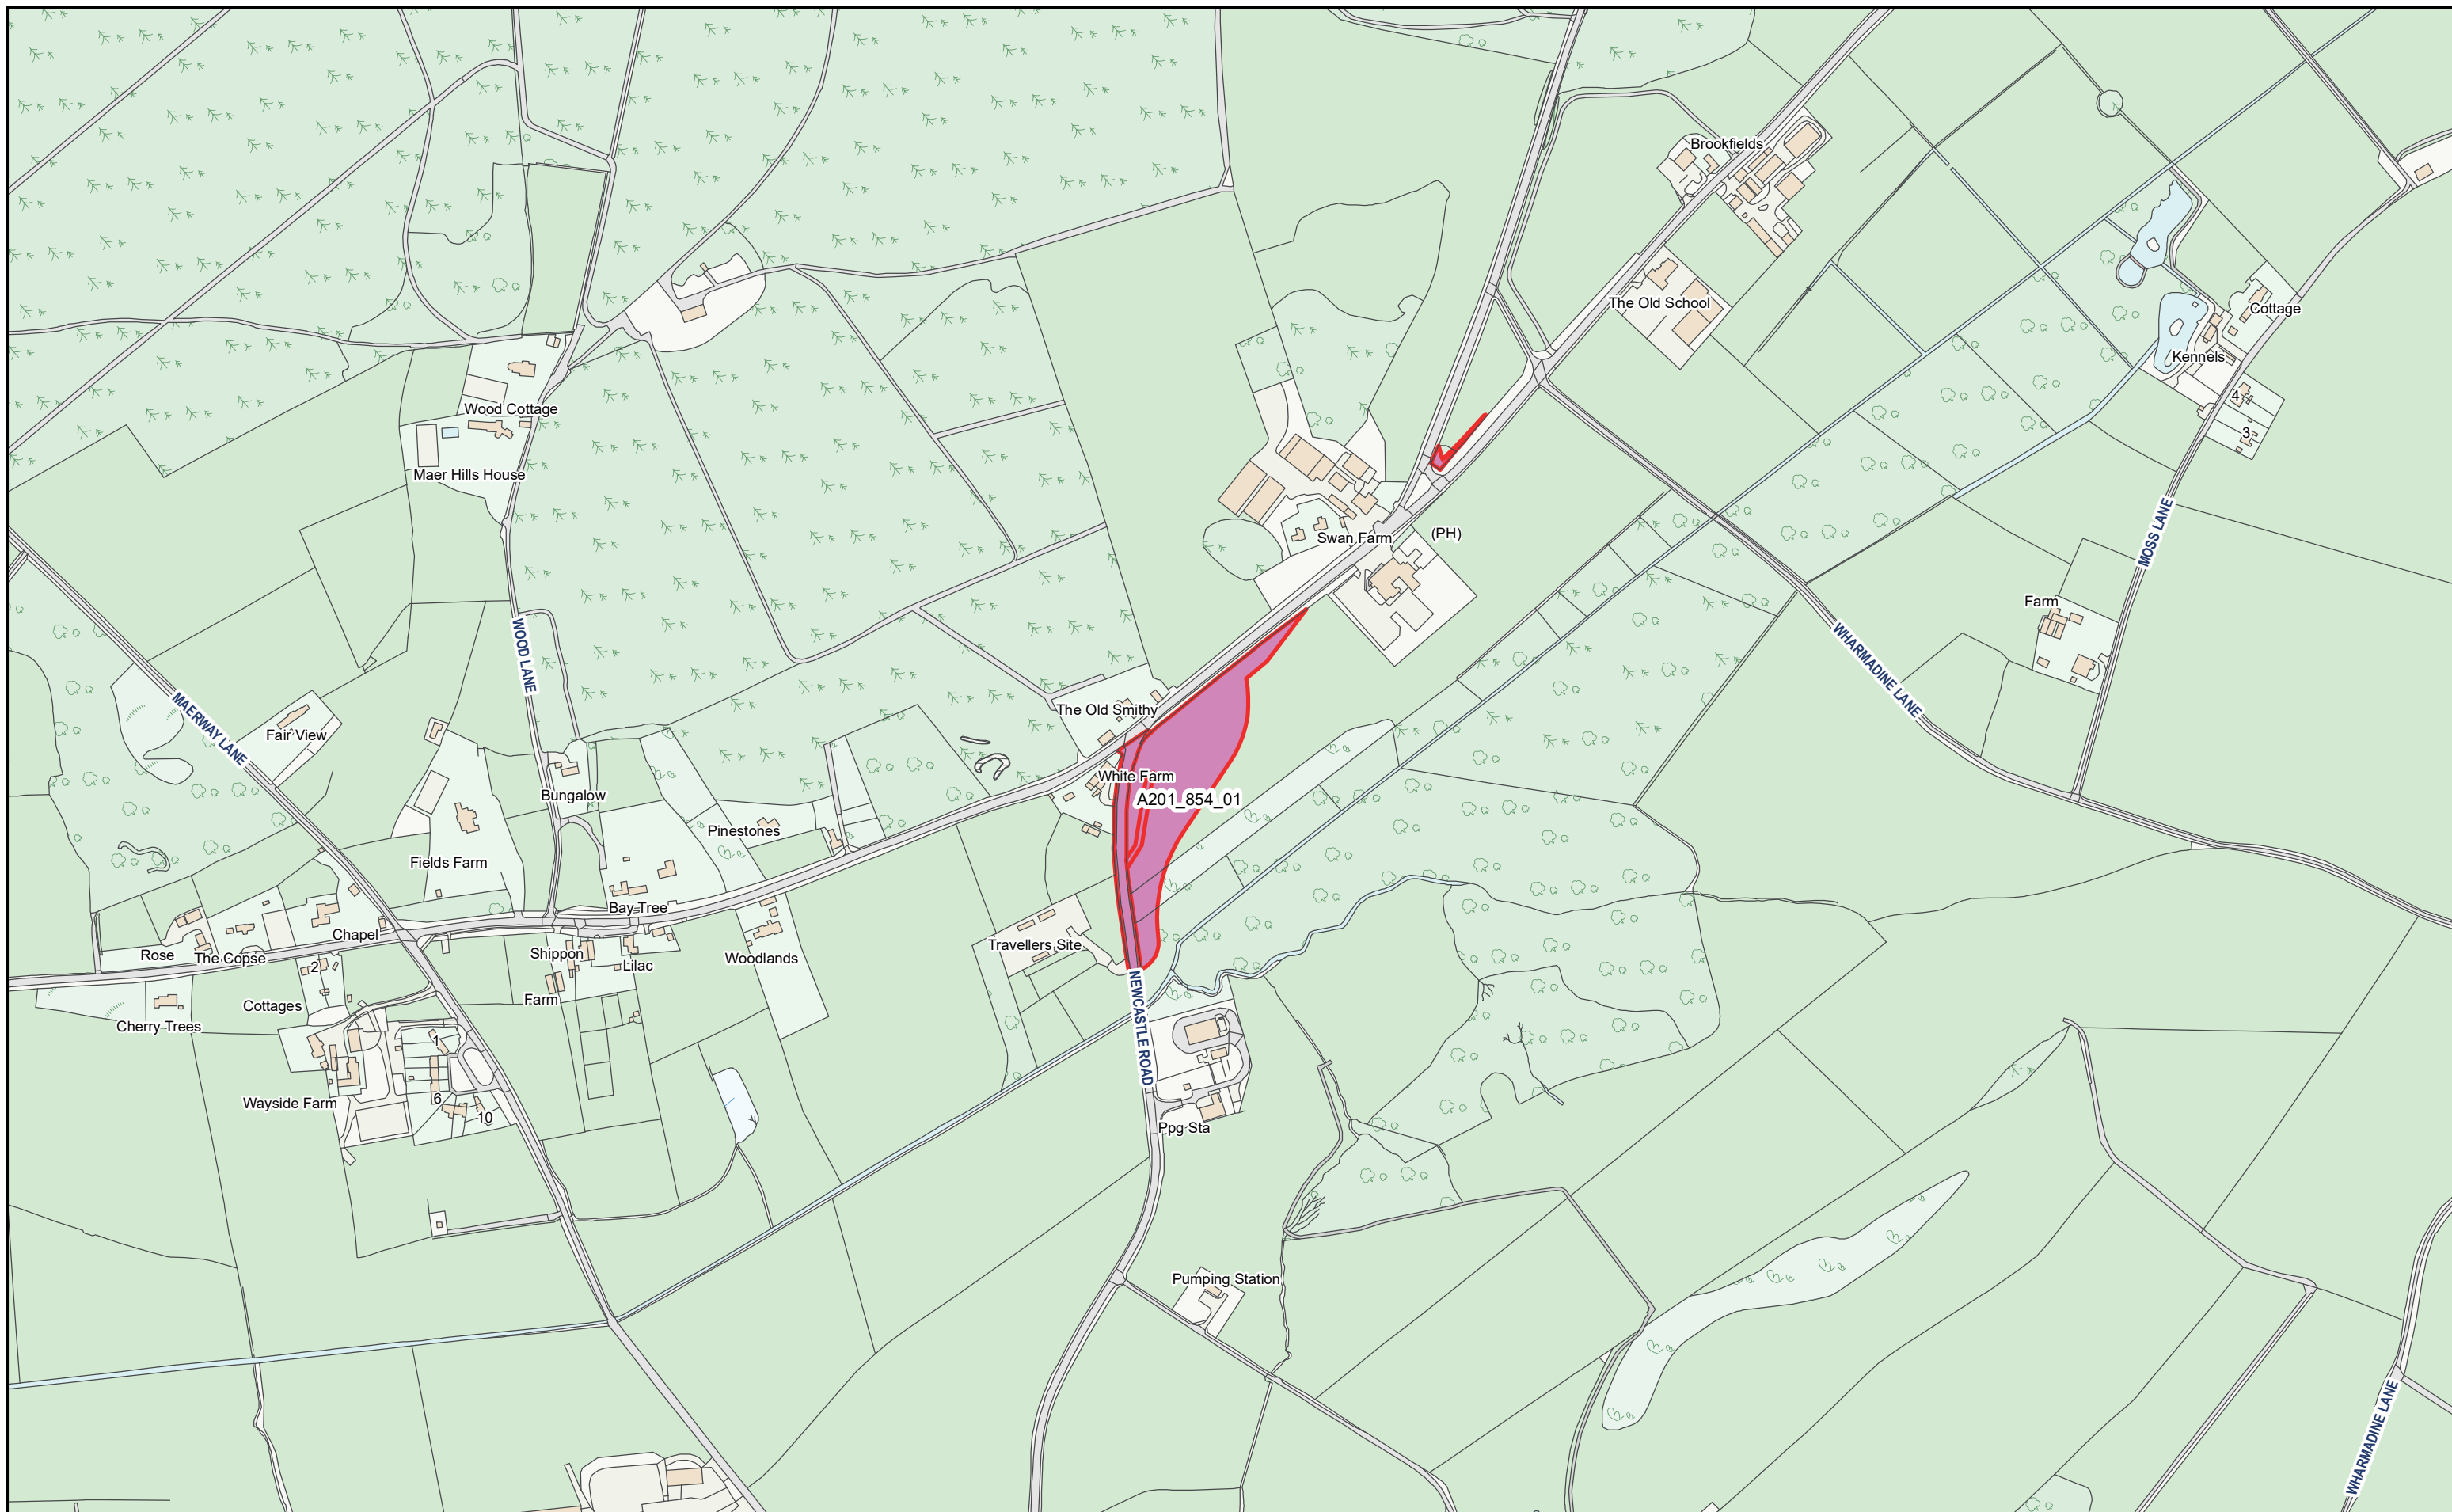 Brookfields
The Old School
Cottage
Kennels
4
3
Wood Cottage
Maer Hills House
Swan Farm
(PH)
MOSS LANE
Farm
WHARMADINE LANE
WOOD LANE
MAERWAY LANE
Fair View
The Old Smithy
White Farm
A201_854_01
Bungalow
Pinestones
Fields Farm
Bay Tree
Chapel
Rose
The Copse
2
Shippon
Lilac
Woodlands
Travellers Site
Farm
Cottages
Cherry Trees
NEWCASTLE ROAD
1
6
10
Wayside Farm
Ppg Sta
Pumping Station
WHARMADINE LANE